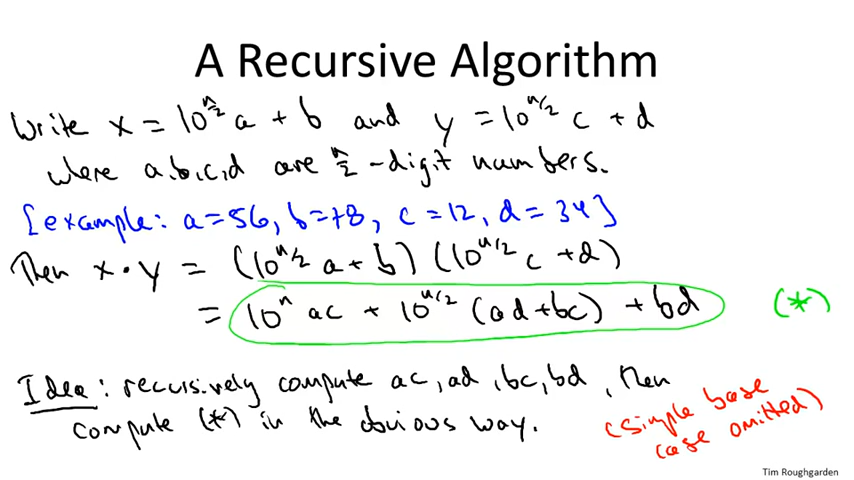 A Recursive Algorithm
Write x = 10^{n/2} a + b and y = 10^{n/2} c + d
where a,b,c,d are n/2-digit numbers.
[example: a=56, b=78, c=12, d=34]
Then x·y = (10^{n/2} a + b)(10^{n/2} c + d)
= 10^n ac + 10^{n/2} (ad+bc) + bd (*)
Idea: recursively compute ac, ad, bc, bd, then
compute (*) in the obvious way.
(simple base
case omitted)
Tim Roughgarden